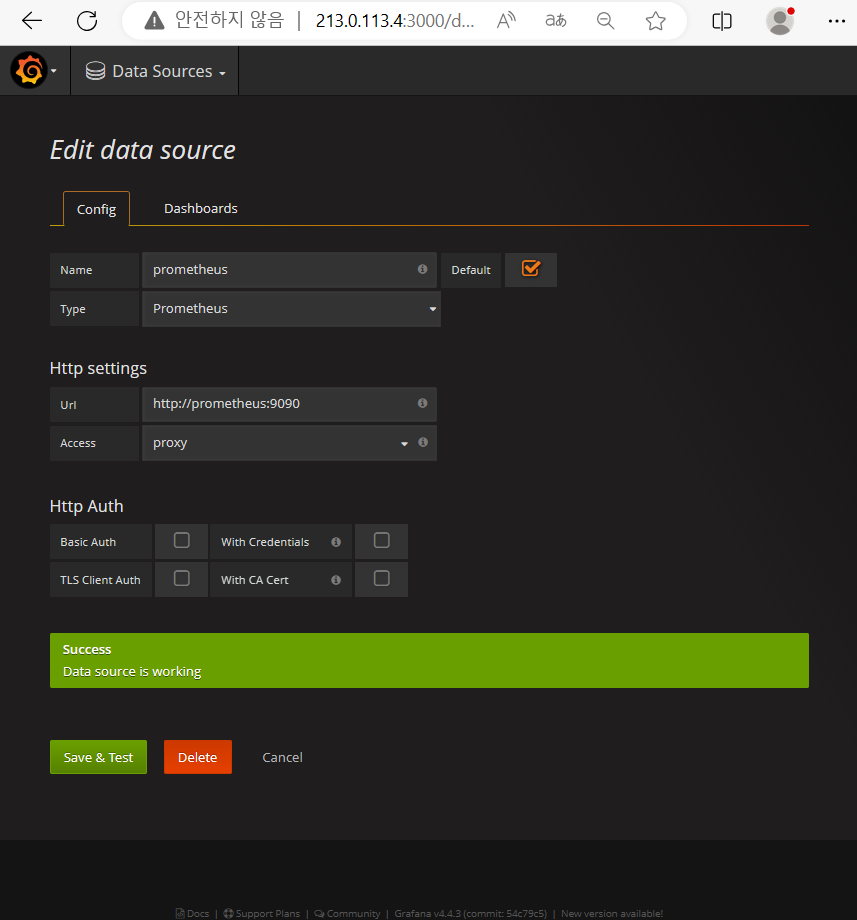 안전하지 않음 | 213.0.113.4:3000/d...
Data Sources
Edit data source
Config Dashboards
Name prometheus Default
Type Prometheus
Http settings
Url http://prometheus:9090
Access proxy
Http Auth
Basic Auth With Credentials
TLS Client Auth With CA Cert
Success
Data source is working
Save & Test Delete Cancel
Docs | Support Plans | Community | Grafana v4.4.3 (commit: 54c79c5) | New version available!